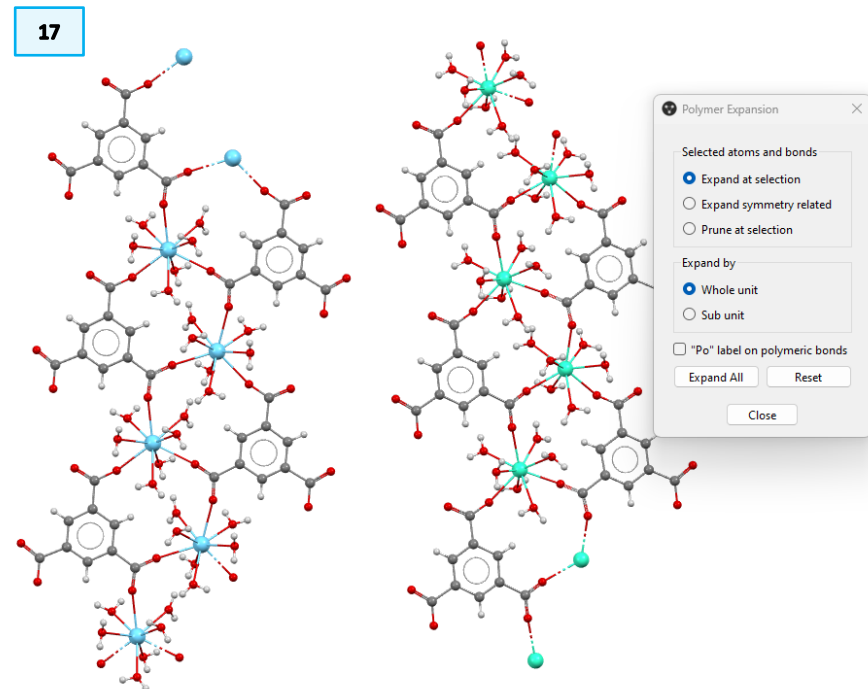 17
Polymer Expansion
Selected atoms and bonds
Expand at selection
Expand symmetry related
Prune at selection
Expand by
Whole unit
Sub unit
"Po" label on polymeric bonds
Expand All
Reset
Close